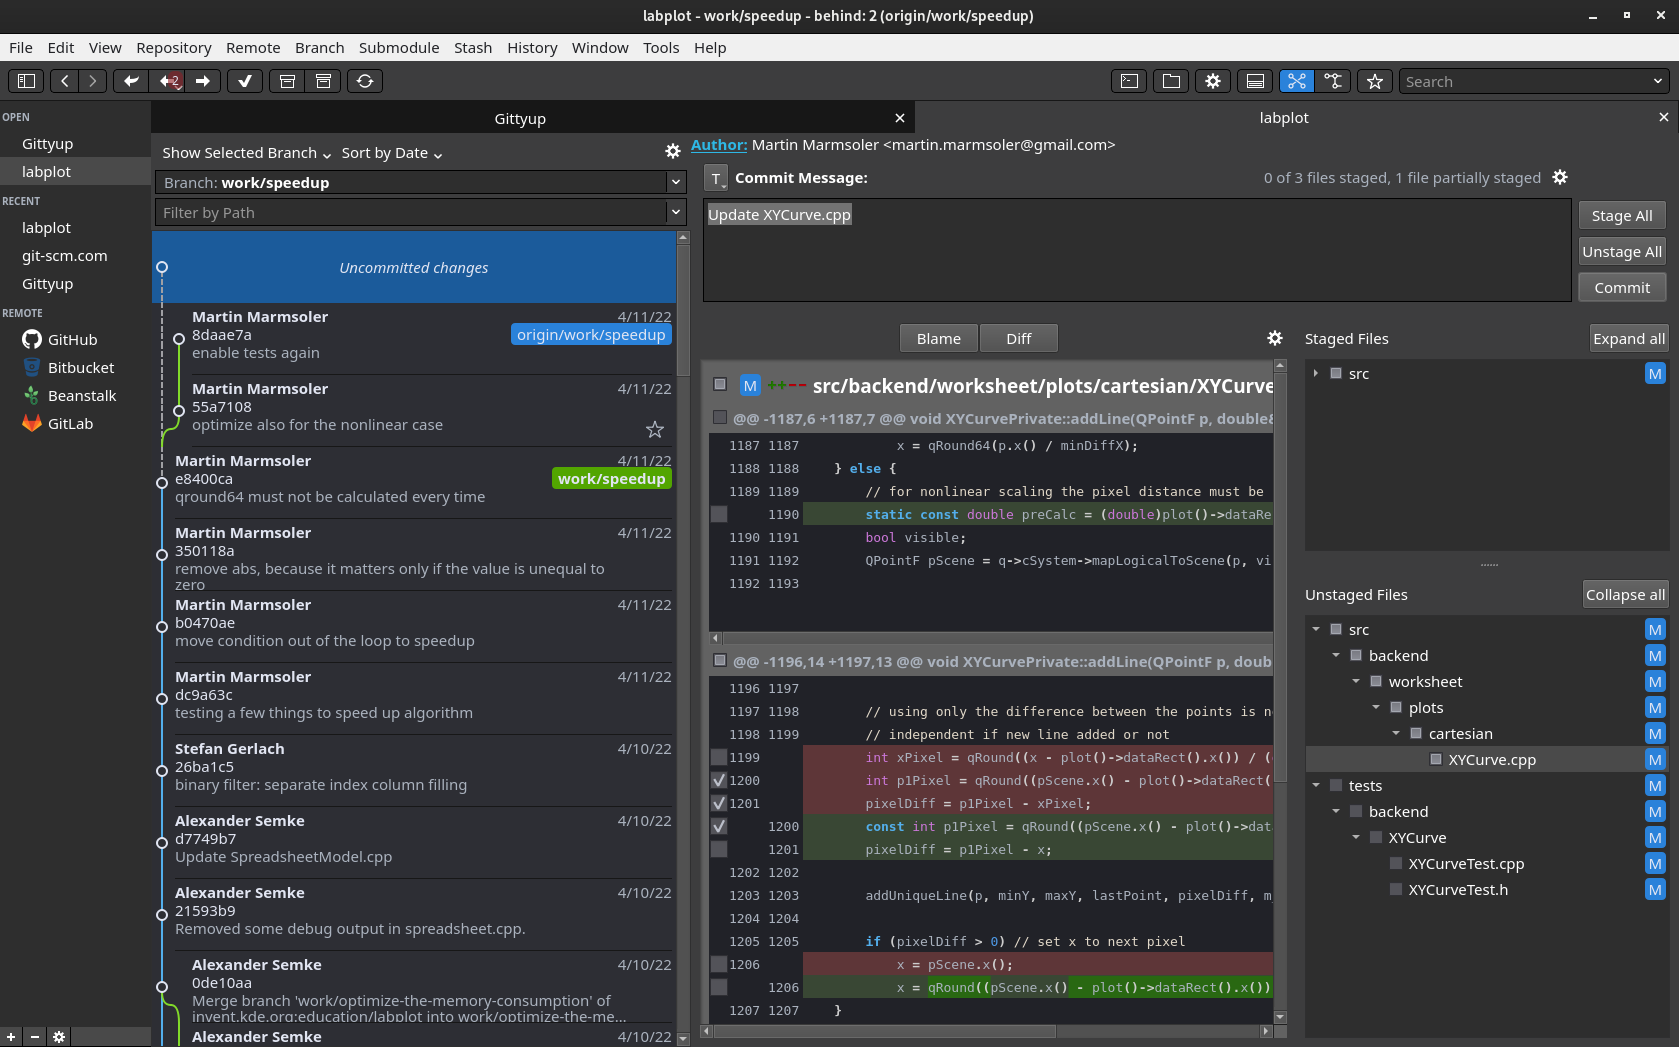 labplot - work/speedup - behind: 2 (origin/work/speedup)
File Edit View Repository Remote Branch Submodule Stash History Window Tools Help
2
Search
OPEN
Gittyup
labplot
RECENT
labplot
git-scm.com
Gittyup
REMOTE
GitHub
Bitbucket
Beanstalk
GitLab
Gittyup
labplot
Show Selected Branch Sort by Date
Branch: work/speedup
Filter by Path
Uncommitted changes
Martin Marmsoler 4/11/22
8daae7a origin/work/speedup
enable tests again
Martin Marmsoler 4/11/22
55a7108
optimize also for the nonlinear case
Martin Marmsoler 4/11/22
e8400ca work/speedup
qround64 must not be calculated every time
Martin Marmsoler 4/11/22
350118a
remove abs, because it matters only if the value is unequal to
zero
Martin Marmsoler 4/11/22
b0470ae
move condition out of the loop to speedup
Martin Marmsoler 4/11/22
dc9a63c
testing a few things to speed up algorithm
Stefan Gerlach 4/10/22
26ba1c5
binary filter: separate index column filling
Alexander Semke 4/10/22
d7749b7
Update SpreadsheetModel.cpp
Alexander Semke 4/10/22
21593b9
Removed some debug output in spreadsheet.cpp.
Alexander Semke 4/10/22
0de10aa
Merge branch 'work/optimize-the-memory-consumption' of
invent.kde.org:education/labplot into work/optimize-the-me...
Alexander Semke 4/10/22
Author: Martin Marmsoler <martin.marmsoler@gmail.com>
T Commit Message: 0 of 3 files staged, 1 file partially staged
Update XYCurve.cpp
Stage All
Unstage All
Commit
Blame Diff
M ++-- src/backend/worksheet/plots/cartesian/XYCurve
@@ -1187,6 +1187,7 @@ void XYCurvePrivate::addLine(QPointF p, double&
1187 1187 x = qRound64(p.x() / minDiffX);
1188 1188 } else {
1189 1189 // for nonlinear scaling the pixel distance must be
1190 static const double preCalc = (double)plot()->dataRe
1190 1191 bool visible;
1191 1192 QPointF pScene = q->cSystem->mapLogicalToScene(p, vi
1192 1193
@@ -1196,14 +1197,13 @@ void XYCurvePrivate::addLine(QPointF p, doub
1196 1197
1197 1198 // using only the difference between the points is n
1198 1199 // independent if new line added or not
1199 int xPixel = qRound((x - plot()->dataRect().x()) / (
1200 int p1Pixel = qRound((pScene.x() - plot()->dataRect(
1201 pixelDiff = p1Pixel - xPixel;
1200 const int p1Pixel = qRound((pScene.x() - plot()->dat
1201 pixelDiff = p1Pixel - x;
1202 1202
1203 1203 addUniqueLine(p, minY, maxY, lastPoint, pixelDiff, m
1204 1204
1205 1205 if (pixelDiff > 0) // set x to next pixel
1206 x = pScene.x();
1206 x = qRound((pScene.x() - plot()->dataRect().x())
1207 1207 }
Staged Files Expand all
src M
Unstaged Files Collapse all
src M
backend M
worksheet M
plots M
cartesian M
XYCurve.cpp M
tests M
backend M
XYCurve M
XYCurveTest.cpp M
XYCurveTest.h M